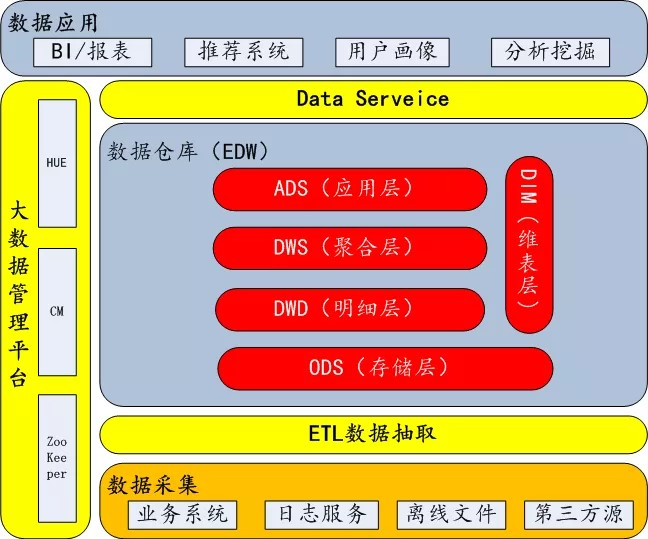 数据应用
BI/报表
推荐系统
用户画像
分析挖掘
大数据管理平台
HUE
CM
Zoo
Kee
per
Data Serveice
数据仓库（EDW）
ADS（应用层）
DWS（聚合层）
DWD（明细层）
ODS（存储层）
DIM（维表层）
ETL数据抽取
数据采集
业务系统
日志服务
离线文件
第三方源